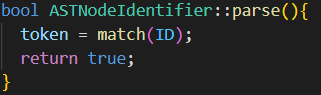 bool ASTNodeIdentifier::parse(){
  token = match(ID);
  return true;
}